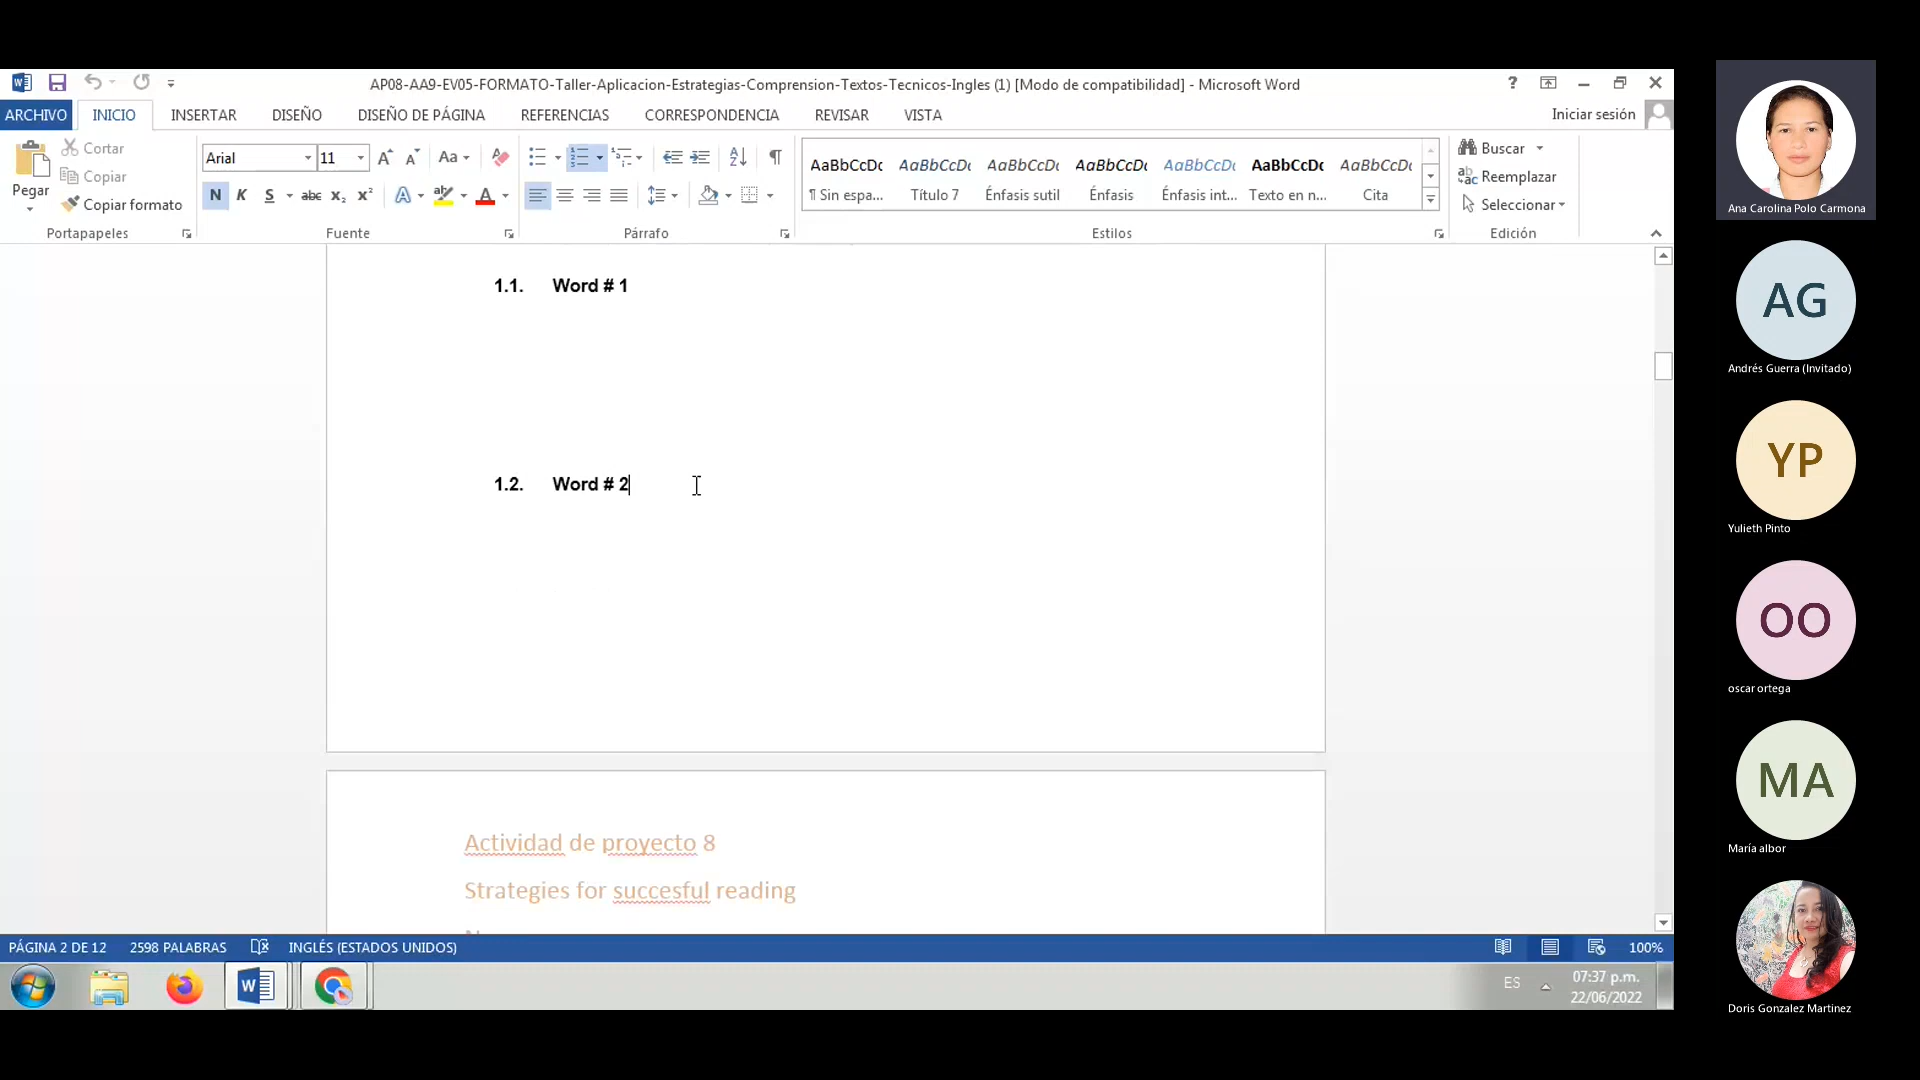 AP08-AA9-EV05-FORMATO-Taller-Aplicacion-Estrategias-Comprension-Textos-Tecnicos-Ingles (1) [Modo de compatibilidad] - Microsoft Word
ARCHIVO INICIO INSERTAR DISEÑO DISEÑO DE PÁGINA REFERENCIAS CORRESPONDENCIA REVISAR VISTA Iniciar sesión
Pegar
Cortar
Copiar
Copiar formato
Portapapeles
Arial 11
Aa
N K S abc x₂ x²
Fuente
Párrafo
AaBbCcDc AaBbCcDc AaBbCcDc AaBbCcDc AaBbCcDc AaBbCcDc AaBbCcDc
¶ Sin espa... Título 7 Énfasis sutil Énfasis Énfasis int... Texto en n... Cita
Estilos
Buscar
Reemplazar
Seleccionar
Edición
1.1. Word # 1
1.2. Word # 2
Actividad de proyecto 8
Strategies for succesful reading
PÁGINA 2 DE 12 2598 PALABRAS INGLÉS (ESTADOS UNIDOS) 100%
ES 07:37 p.m.
22/06/2022
Ana Carolina Polo Carmona
AG
Andrés Guerra (Invitado)
YP
Yulieth Pinto
OO
oscar ortega
MA
María albor
Doris Gonzalez Martinez